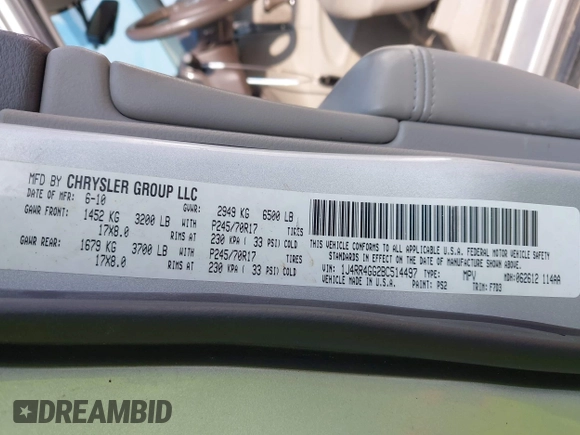 MFD BY CHRYSLER GROUP LLC
DATE OF MFR: 6-10 GVWR: 2949 KG 6500 LB
GAWR FRONT: 1452 KG 3200 LB WITH P245/70R17 TIRES
17X8.0 RIMS AT 230 KPA ( 33 PSI) COLD
GAWR REAR: 1679 KG 3700 LB WITH P245/70R17 TIRES
17X8.0 RIMS AT 230 KPA ( 33 PSI) COLD
THIS VEHICLE CONFORMS TO ALL APPLICABLE U.S.A. FEDERAL MOTOR VEHICLE SAFETY
STANDARDS IN EFFECT ON THE DATE OF MANUFACTURE SHOWN ABOVE.
VIN: 1J4RR4GG2BC514497 TYPE: MPV MDH: 062612 114AA
VEHICLE MADE IN U.S.A. PAINT: PS2 TRIM: F7D3
DREAMBID